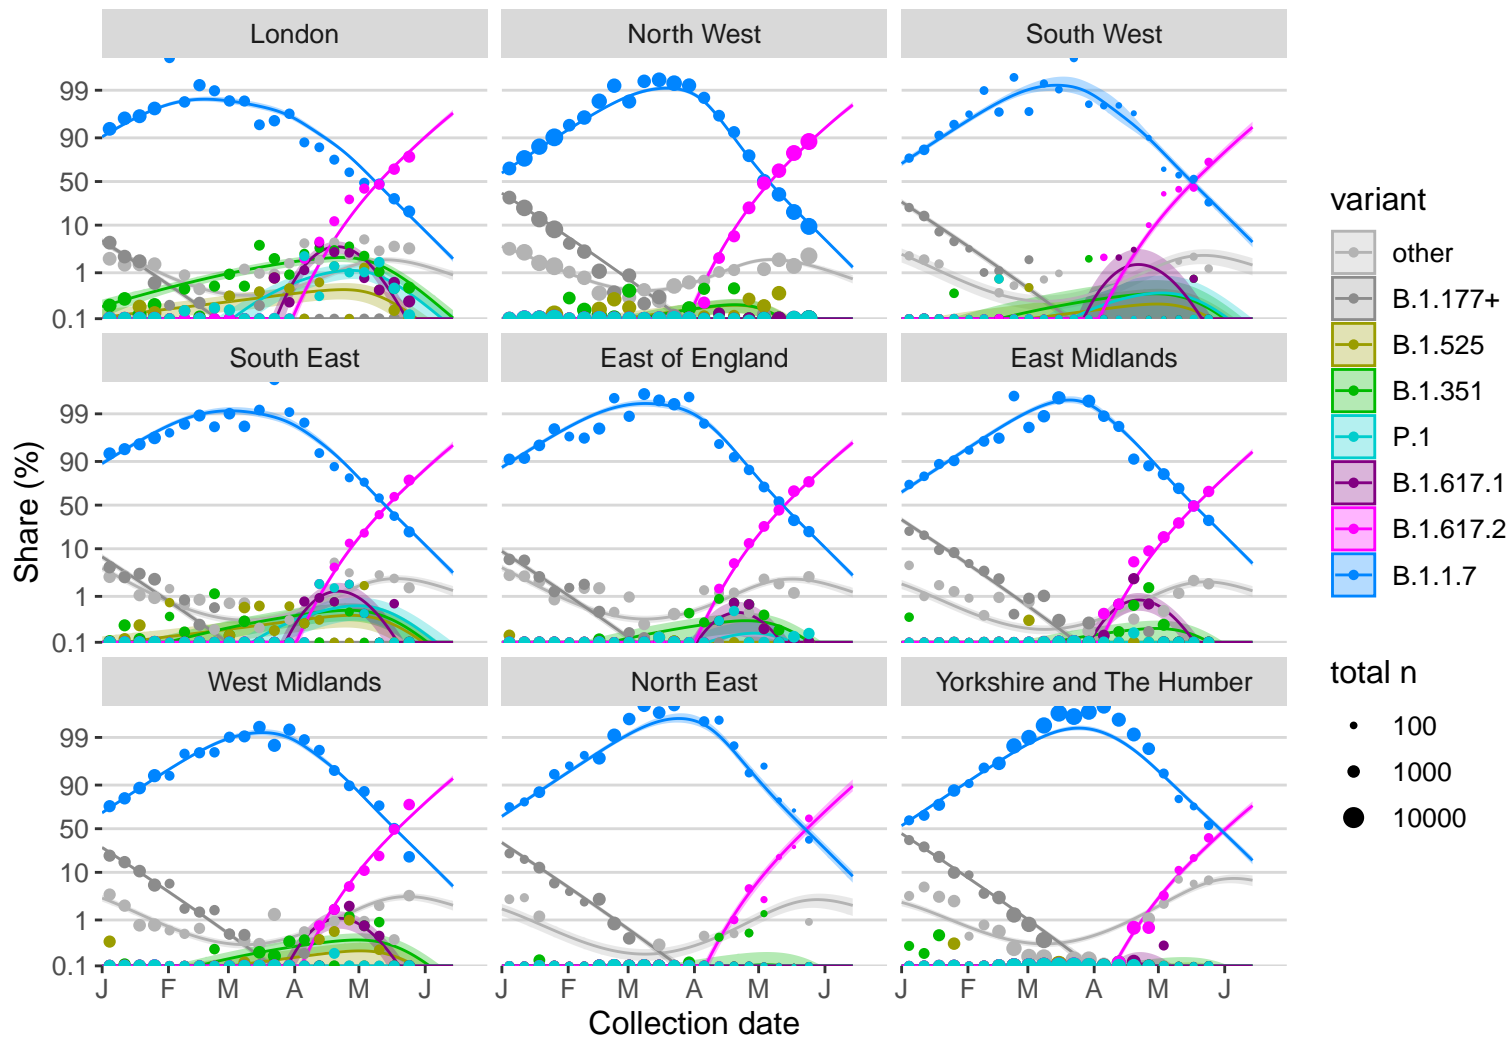 London
North West
South West
99
90
50
10
1
0.1
South East
East of England
East Midlands
99
90
50
10
1
0.1
Share (%)
West Midlands
North East
Yorkshire and The Humber
99
90
50
10
1
0.1
J F M A M J
J F M A M J
J F M A M J
Collection date
variant
other
B.1.177+
B.1.525
B.1.351
P.1
B.1.617.1
B.1.617.2
B.1.1.7
total n
100
1000
10000